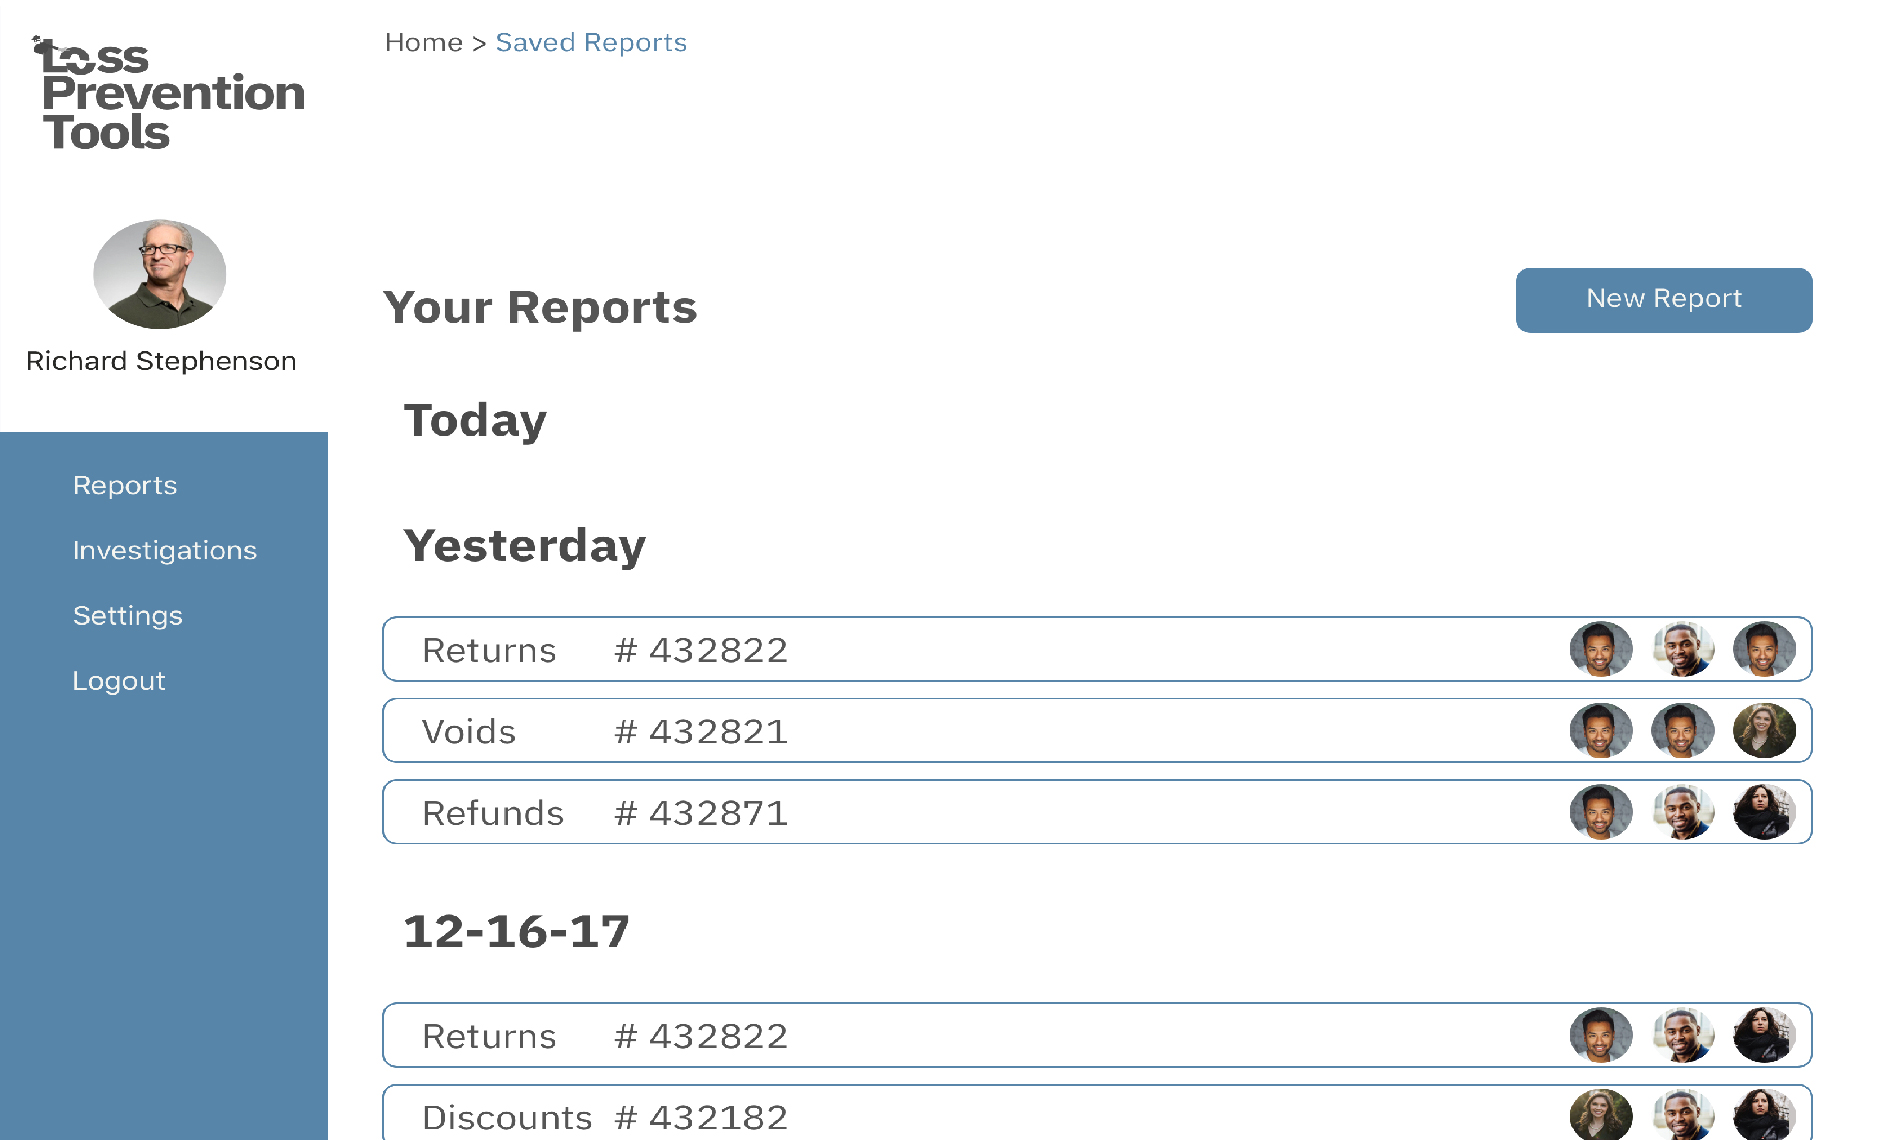 Loss
Prevention
Tools
Home > Saved Reports
Richard Stephenson
Reports
Investigations
Settings
Logout
Your Reports
New Report
Today
Yesterday
Returns # 432822
Voids # 432821
Refunds # 432871
12-16-17
Returns # 432822
Discounts # 432182